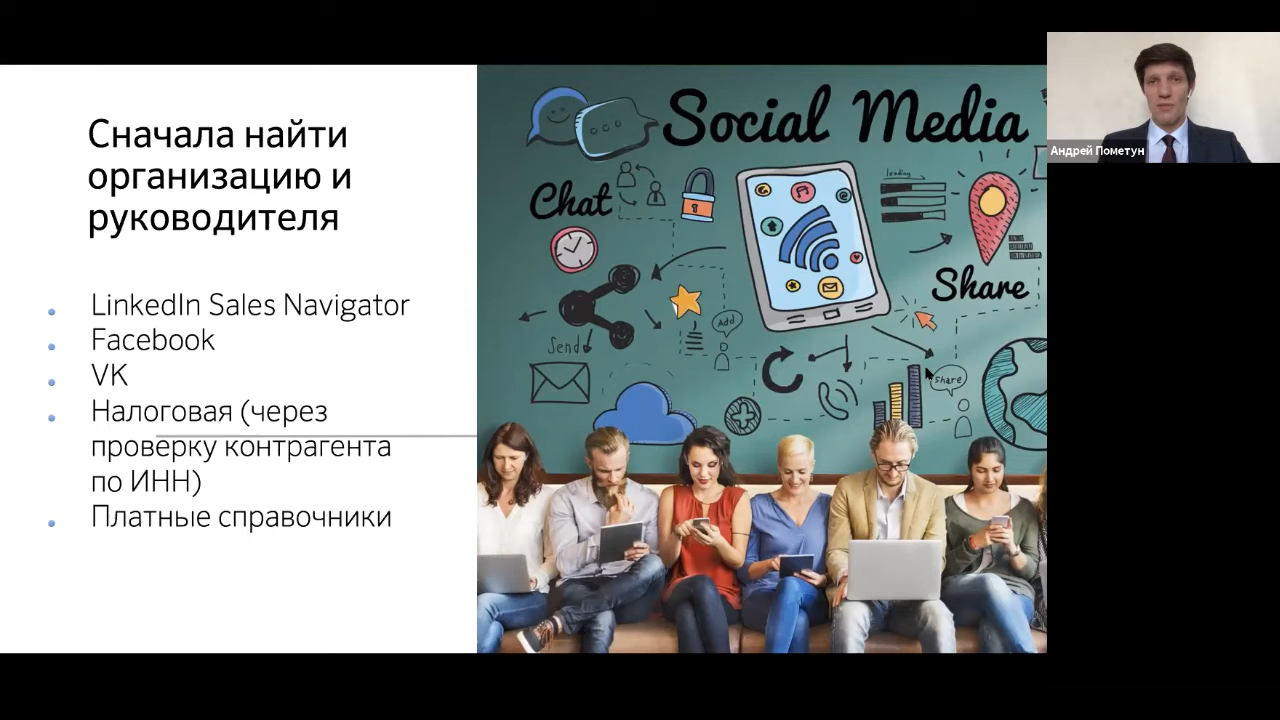 Сначала найти
организацию и
руководителя
LinkedIn Sales Navigator
Facebook
VK
Налоговая (через
проверку контрагента
по ИНН)
Платные справочники
Social Media
Chat
leading
Share
Send
Add
share
Андрей Пометун